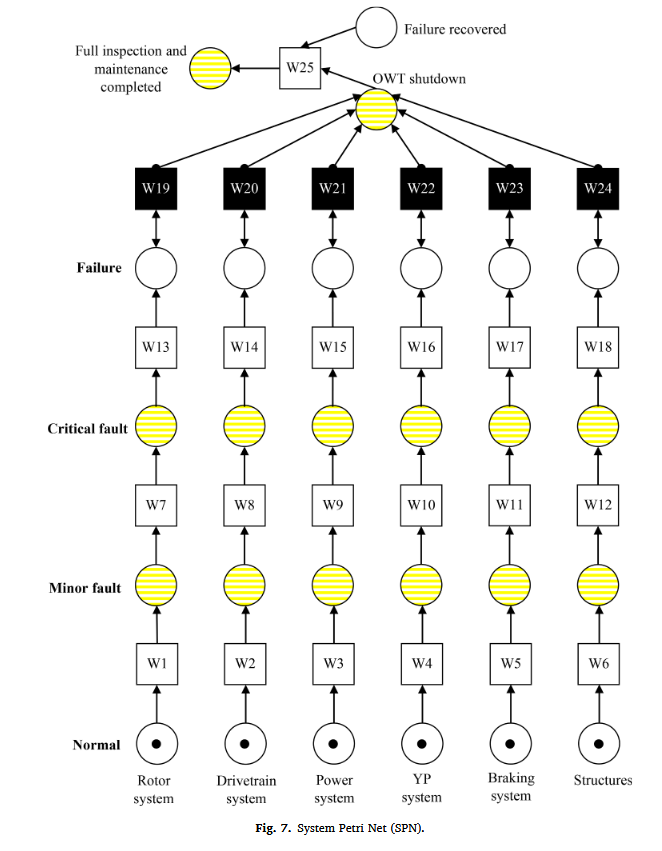 Failure recovered
Full inspection and
maintenance
completed
W25
OWT shutdown
W19 W20 W21 W22 W23 W24
Failure
W13 W14 W15 W16 W17 W18
Critical fault
W7 W8 W9 W10 W11 W12
Minor fault
W1 W2 W3 W4 W5 W6
Normal
Rotor
system
Drivetrain
system
Power
system
YP
system
Braking
system
Structures
Fig. 7. System Petri Net (SPN).